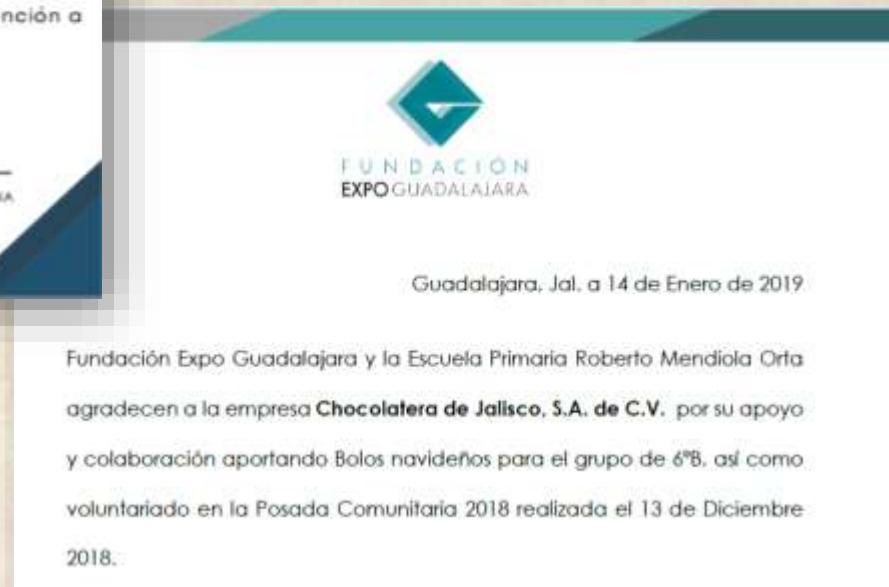 nción a
FUNDACIÓN
EXPO GUADALAJARA
Guadalajara, Jal. a 14 de Enero de 2019
Fundación Expo Guadalajara y la Escuela Primaria Roberto Mendiola Orta
agradecen a la empresa Chocolatera de Jalisco, S.A. de C.V. por su apoyo
y colaboración aportando Bolos navideños para el grupo de 6°B, así como
voluntariado en la Posada Comunitaria 2018 realizada el 13 de Diciembre
2018.